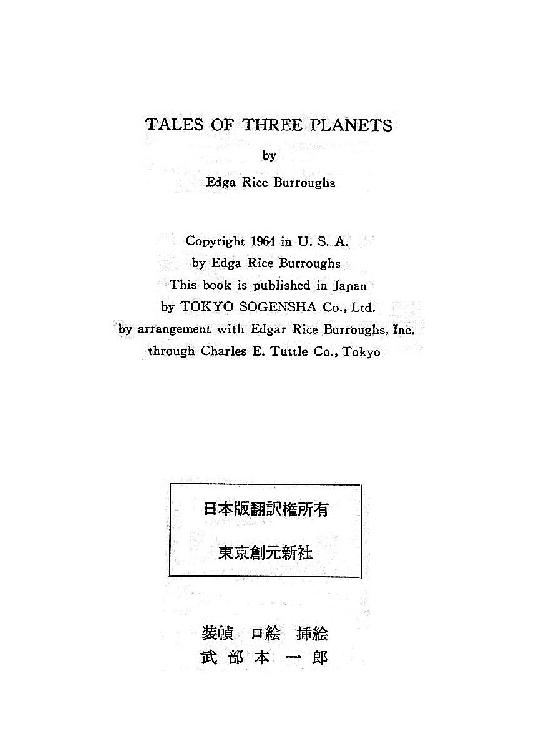 TALES OF THREE PLANETS
by
Edga Rice Burroughs
Copyright 1964 in U. S. A.
by Edga Rice Burroughs
This book is published in Japan
by TOKYO SOGENSHA Co., Ltd.
by arrangement with Edgar Rice Burroughs, Inc.
through Charles E. Tuttle Co., Tokyo
日本版翻訳権所有
東京創元新社
装幀 口絵 挿絵
武部本一郎